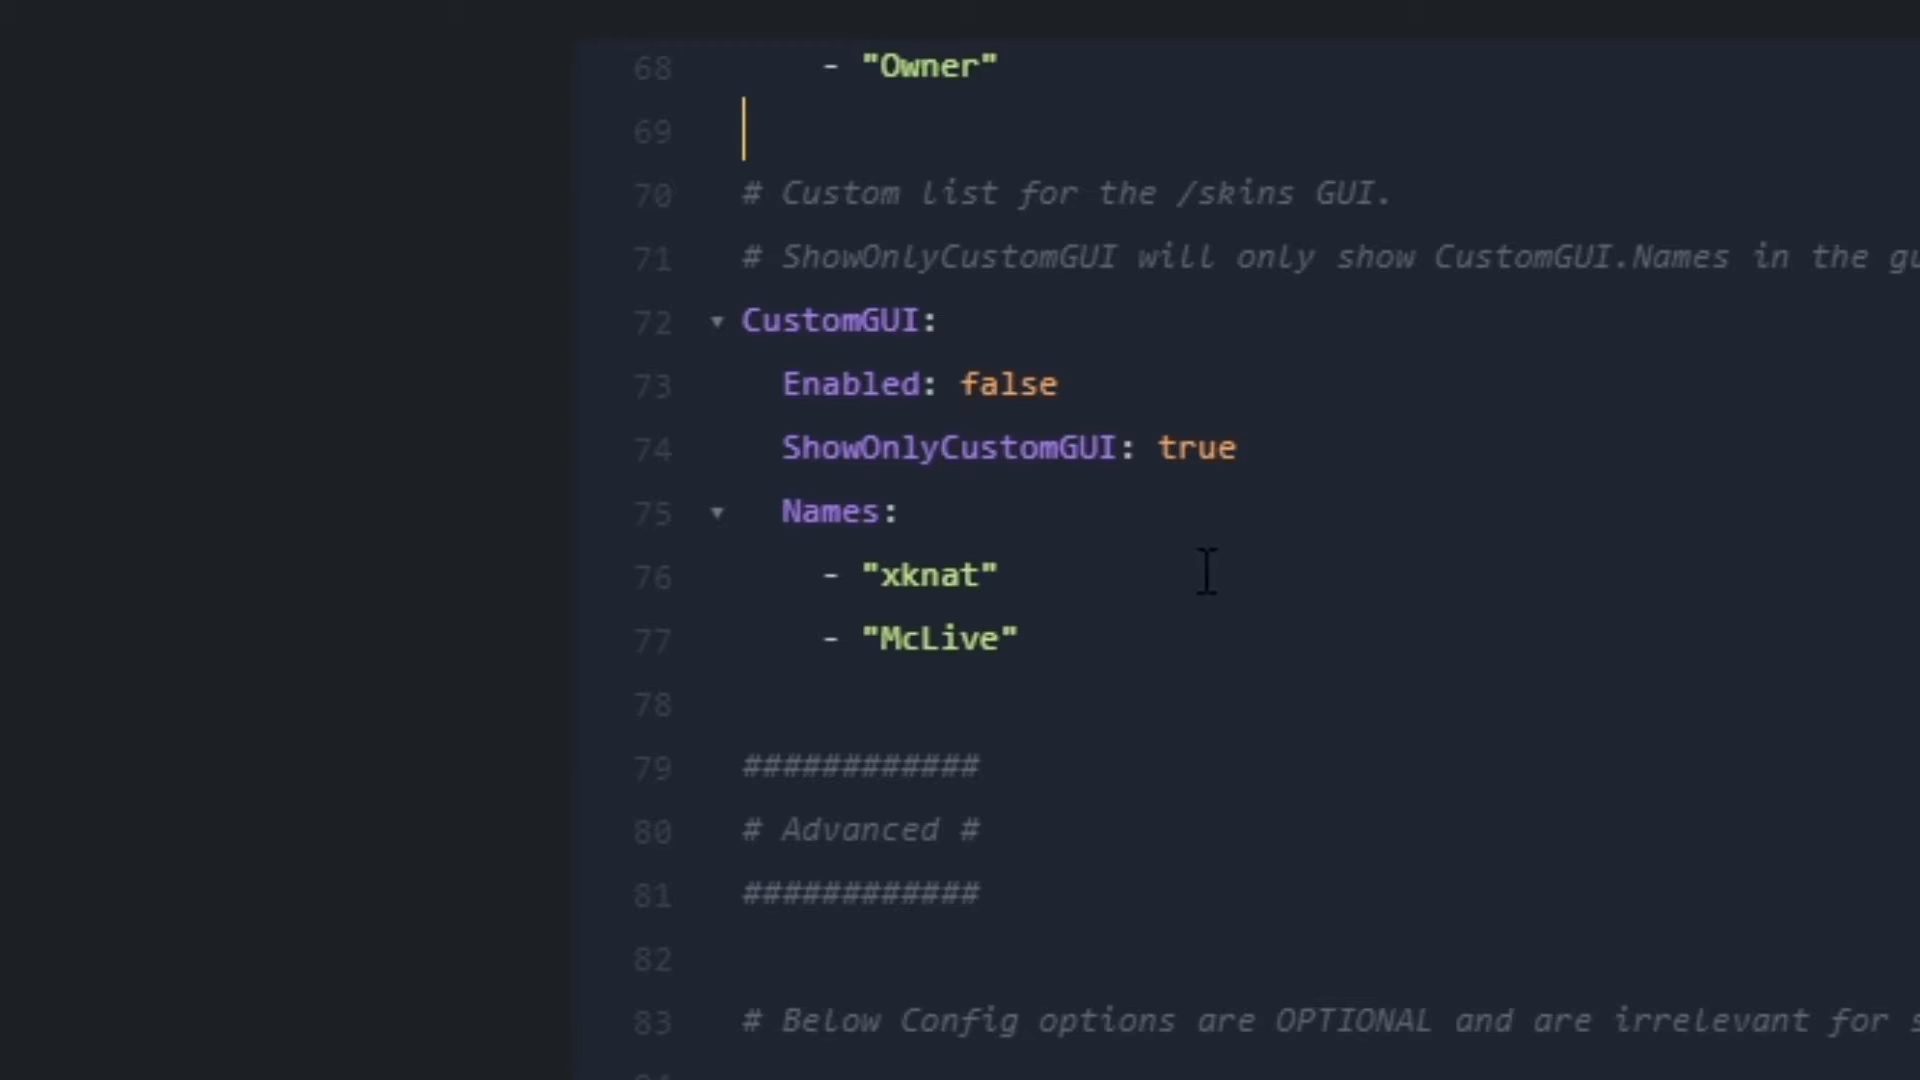 68 - "Owner"
69
70 # Custom list for the /skins GUI.
71 # ShowOnlyCustomGUI will only show CustomGUI.Names in the
72 CustomGUI:
73 Enabled: false
74 ShowOnlyCustomGUI: true
75 Names:
76 - "xknat"
77 - "McLive"
78
79 ############
80 # Advanced #
81 ############
82
83 # Below Config options are OPTIONAL and are irrelevant for